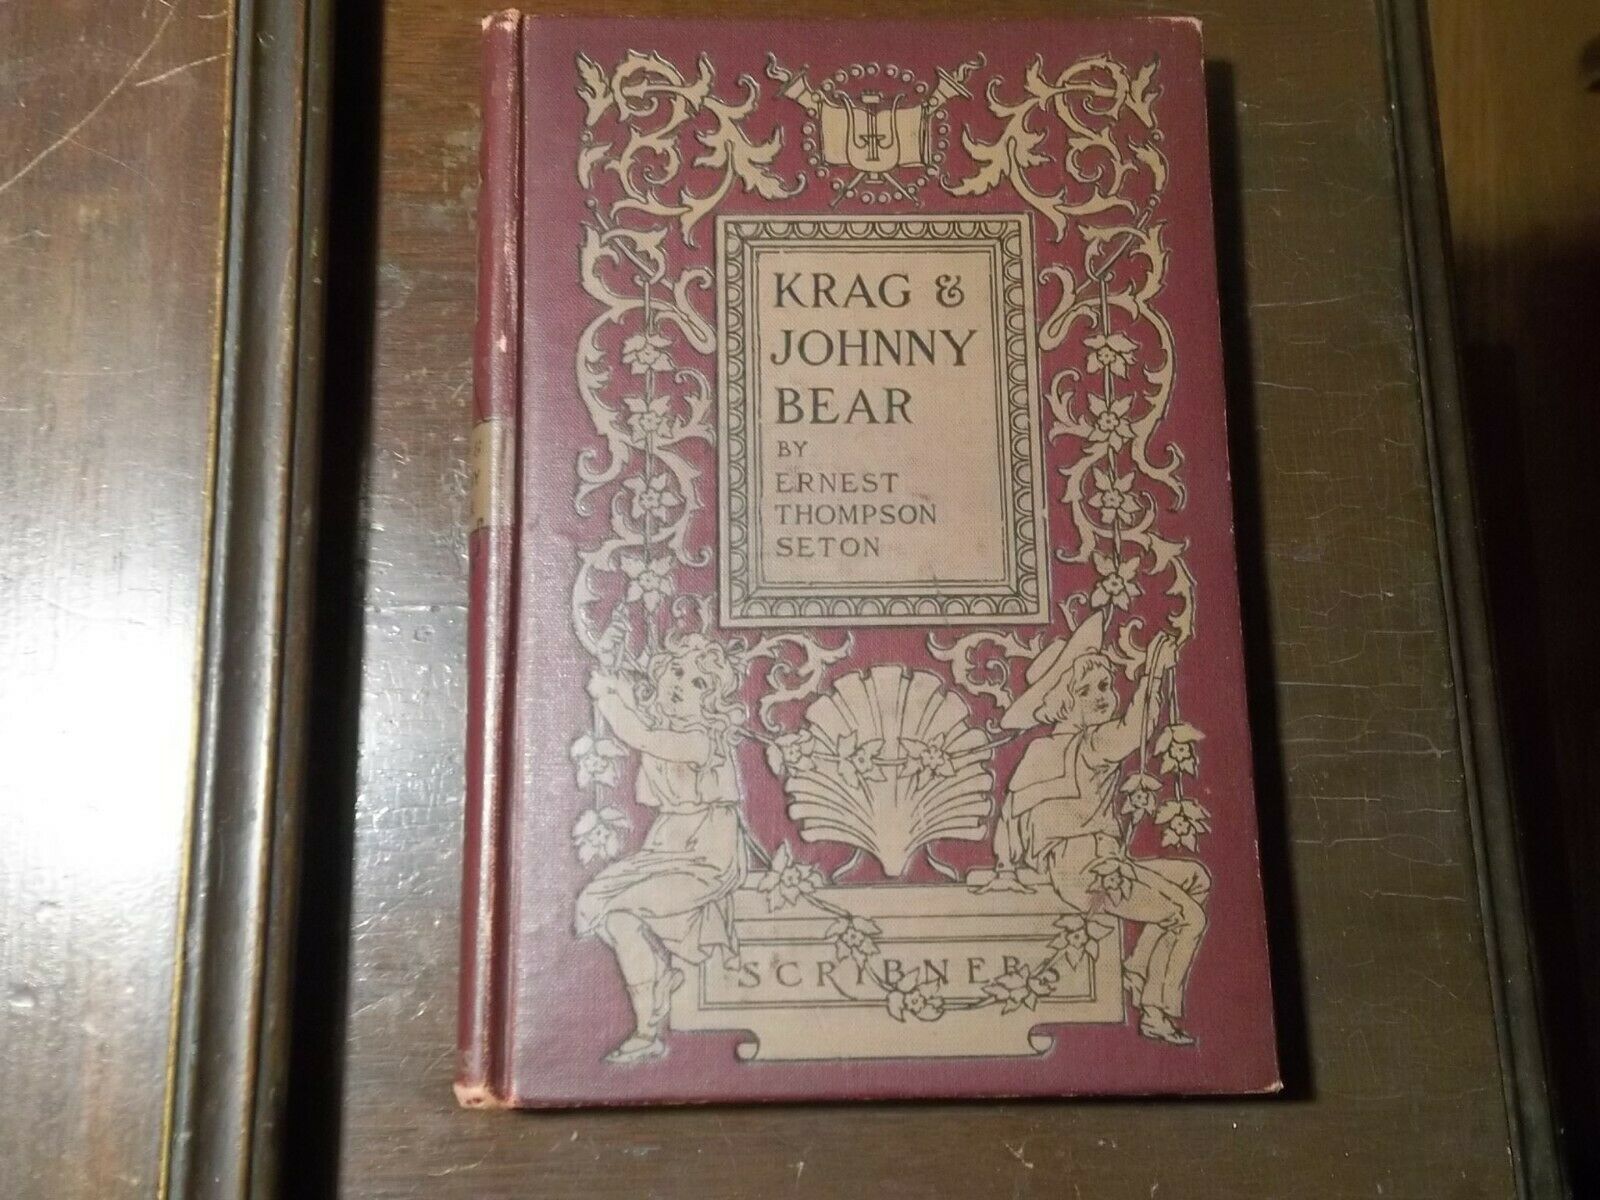 KRAG &
JOHNNY
BEAR
BY
ERNEST
THOMPSON
SETON
SCRIBNERS